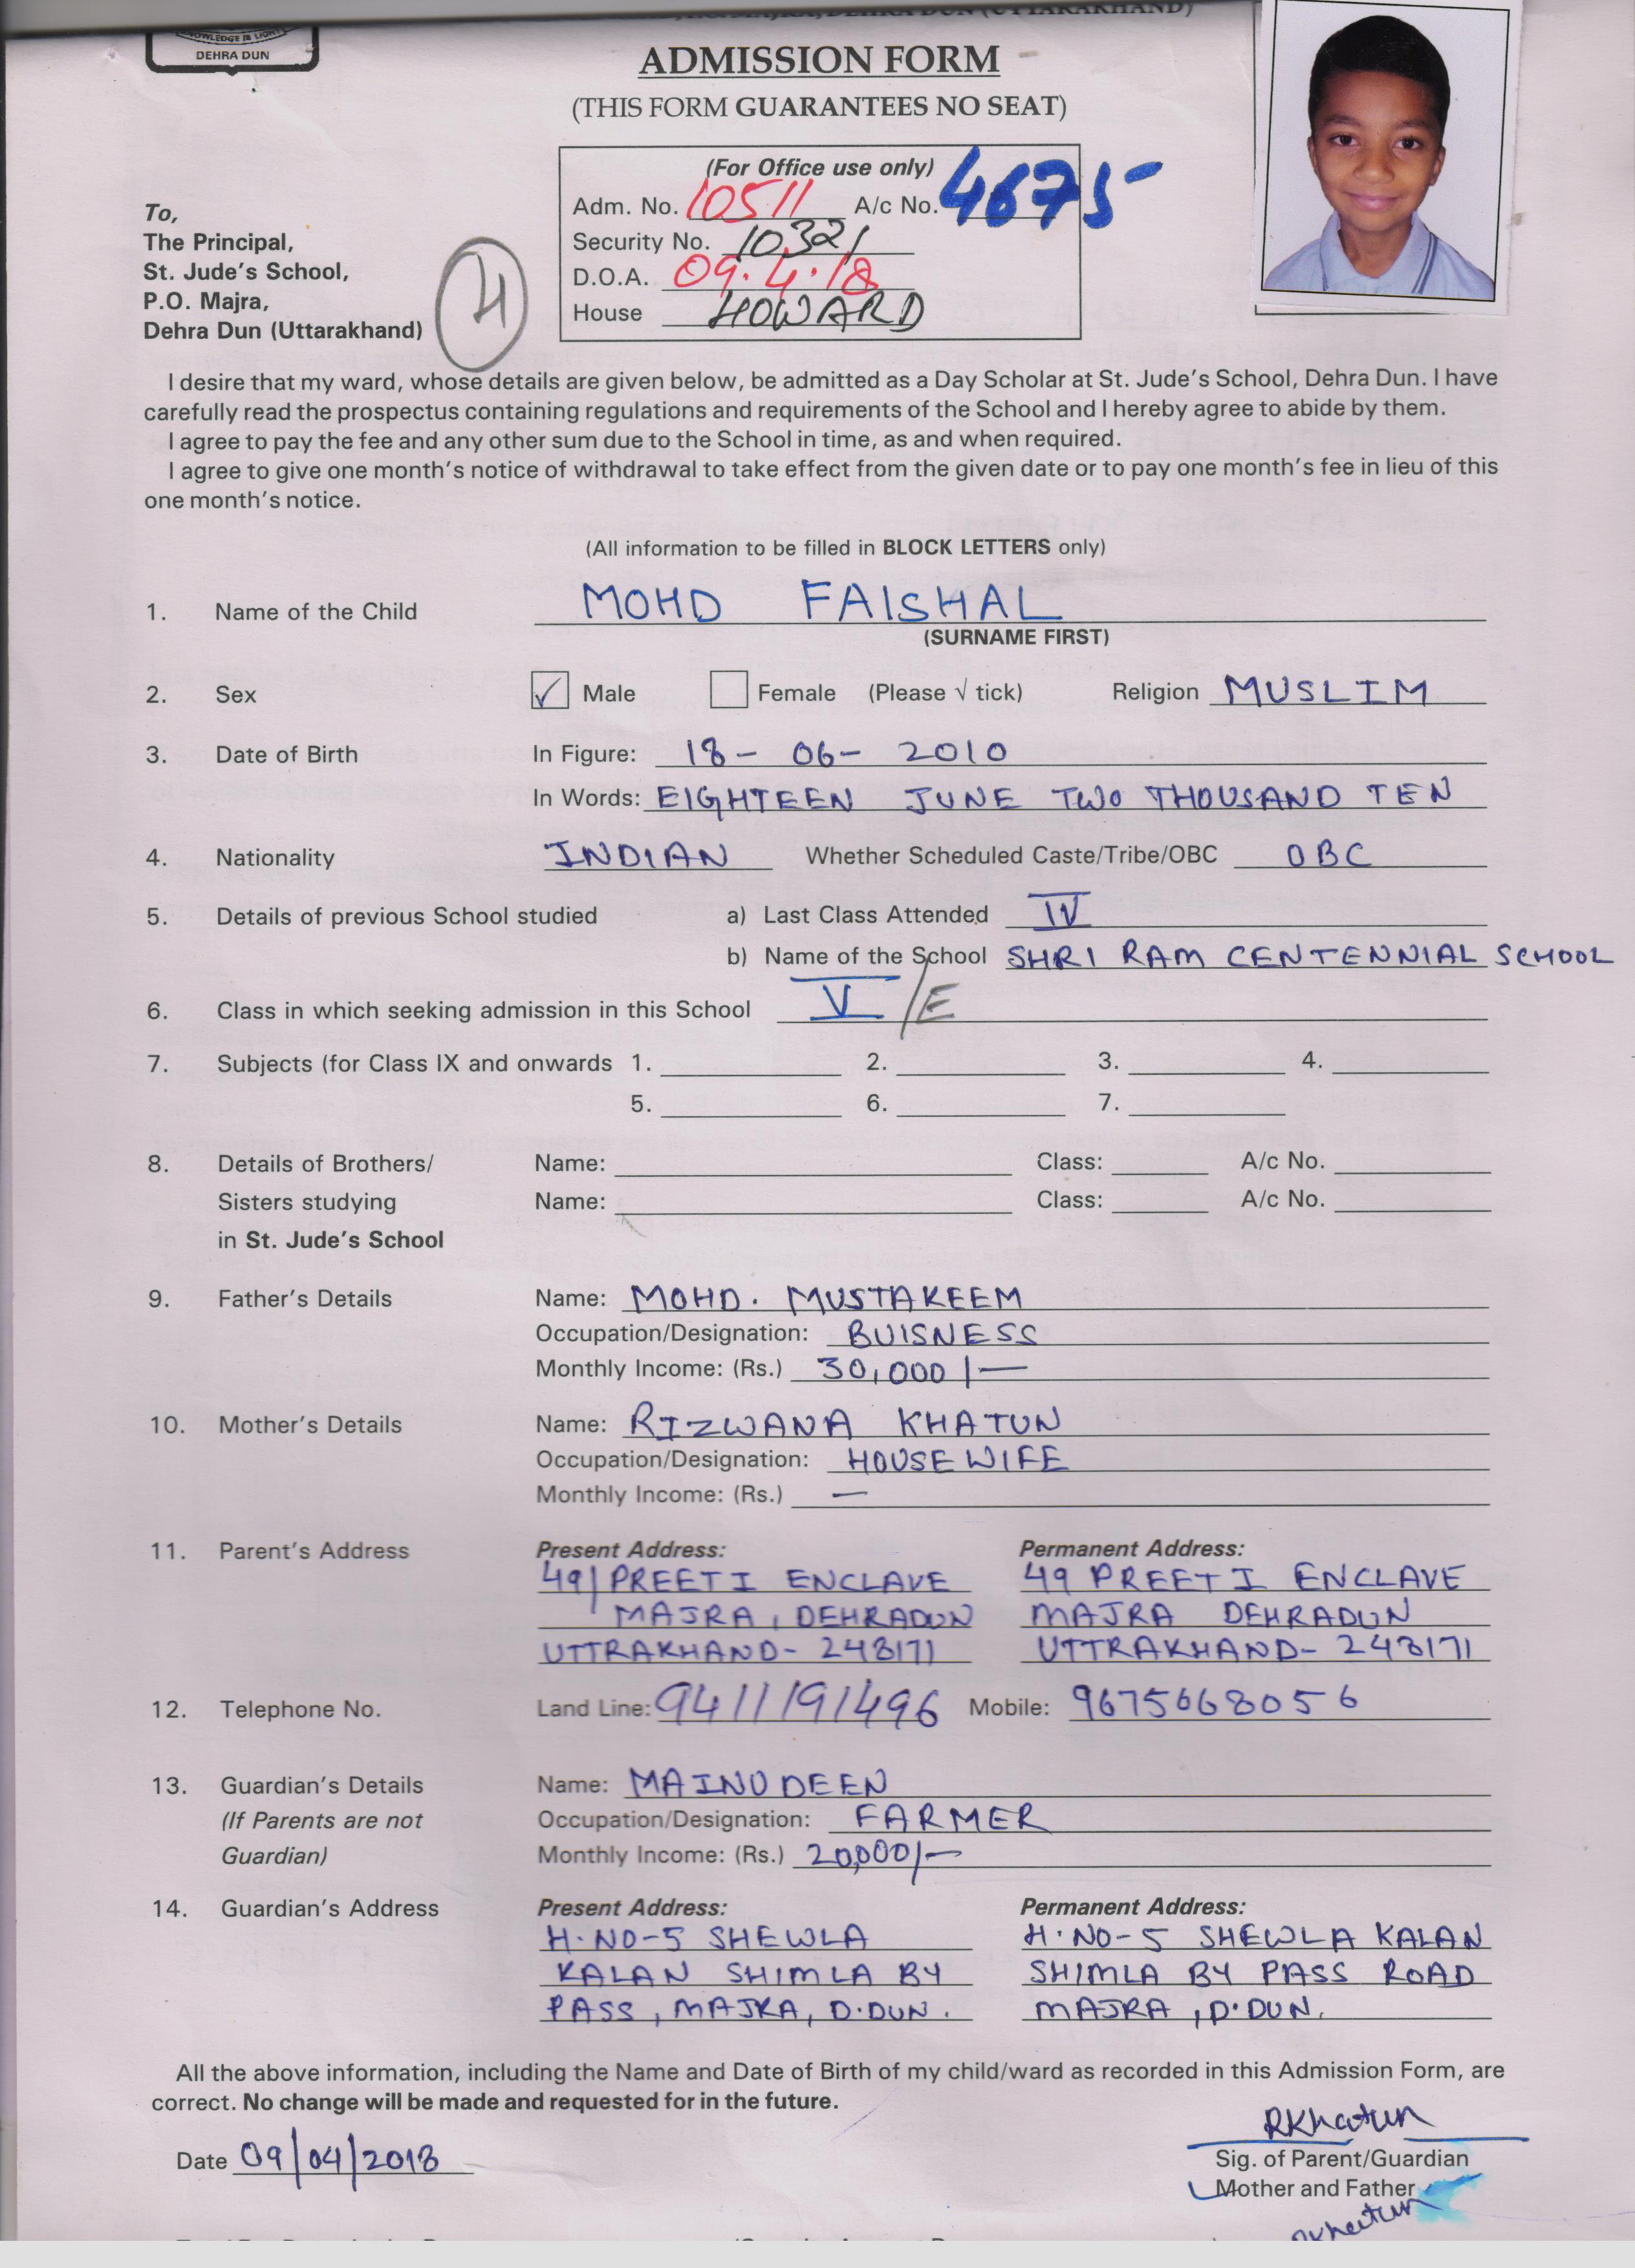 KNOWLEDGE IS LIGHT
DEHRA DUN
ADMISSION FORM
(THIS FORM GUARANTEES NO SEAT)
(For Office use only)
Adm. No. 10511 A/c No. 4675
Security No. 10321
D.O.A. 09.4.18
House HOWARD
To,
The Principal,
St. Jude's School,
P.O. Majra,
Dehra Dun (Uttarakhand)
I desire that my ward, whose details are given below, be admitted as a Day Scholar at St. Jude's School, Dehra Dun. I have
carefully read the prospectus containing regulations and requirements of the School and I hereby agree to abide by them.
I agree to pay the fee and any other sum due to the School in time, as and when required.
I agree to give one month's notice of withdrawal to take effect from the given date or to pay one month's fee in lieu of this
one month's notice.
(All information to be filled in BLOCK LETTERS only)
1. Name of the Child MOHD FAISHAL
(SURNAME FIRST)
2. Sex ✓ Male Female (Please √ tick) Religion MUSLIM
3. Date of Birth In Figure: 18- 06- 2010
In Words: EIGHTEEN JUNE TWO THOUSAND TEN
4. Nationality INDIAN Whether Scheduled Caste/Tribe/OBC OBC
5. Details of previous School studied a) Last Class Attended IV
b) Name of the School SHRI RAM CENTENNIAL SCHOOL
6. Class in which seeking admission in this School V/E
7. Subjects (for Class IX and onwards 1. 2. 3. 4.
5. 6. 7.
8. Details of Brothers/ Name: Class: A/c No.
Sisters studying Name: Class: A/c No.
in St. Jude's School
9. Father's Details Name: MOHD. MUSTAKEEM
Occupation/Designation: BUISNESS
Monthly Income: (Rs.) 30,000/-
10. Mother's Details Name: RIZWANA KHATUN
Occupation/Designation: HOUSE WIFE
Monthly Income: (Rs.) —
11. Parent's Address Present Address: Permanent Address:
49/PREETI ENCLAVE 49 PREETI ENCLAVE
MAJRA, DEHRADUN MAJRA DEHRADUN
UTTRAKHAND- 248171 UTTRAKHAND- 248171
12. Telephone No. Land Line: 9411191496 Mobile: 9675668056
13. Guardian's Details Name: MAINUDEEN
(If Parents are not Occupation/Designation: FARMER
Guardian) Monthly Income: (Rs.) 20,000/-
14. Guardian's Address Present Address: Permanent Address:
H.NO-5 SHEWLA H.NO-5 SHEWLA KALAN
KALAN SHIMLA BY SHIMLA BY PASS ROAD
PASS, MAJRA, D.DUN. MAJRA, D.DUN.
All the above information, including the Name and Date of Birth of my child/ward as recorded in this Admission Form, are
correct. No change will be made and requested for in the future.
RKhatun
Date 09/04/2018
Sig. of Parent/Guardian
Mother and Father
RKhatun